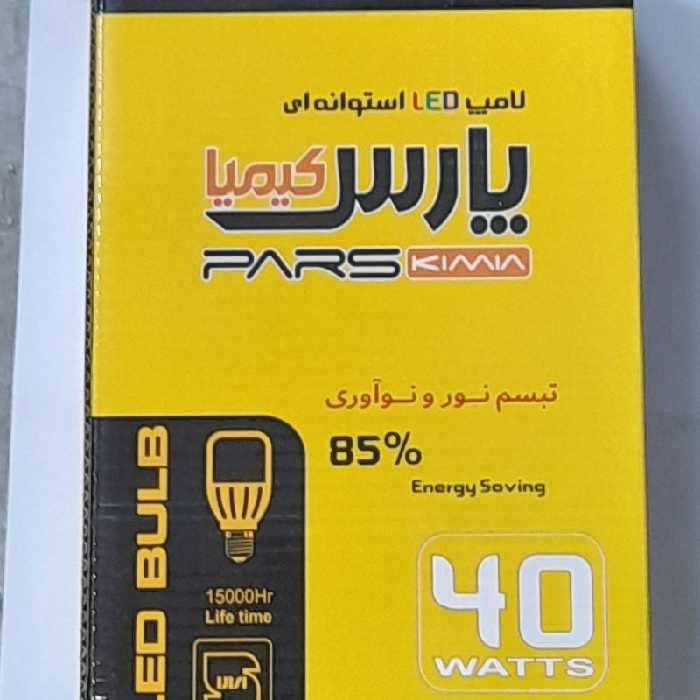 لامپ LED استوانه ای
پارس کیمیا
PARS KIMIA
تبسم نور و نوآوری
85%
Energy Saving
LED BULB
15000Hr
Life time
40
WATTS